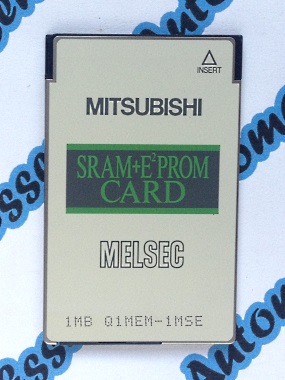 INSERT
MITSUBISHI
SRAM+E²PROM
CARD
MELSEC
1MB Q1MEM-1MSE